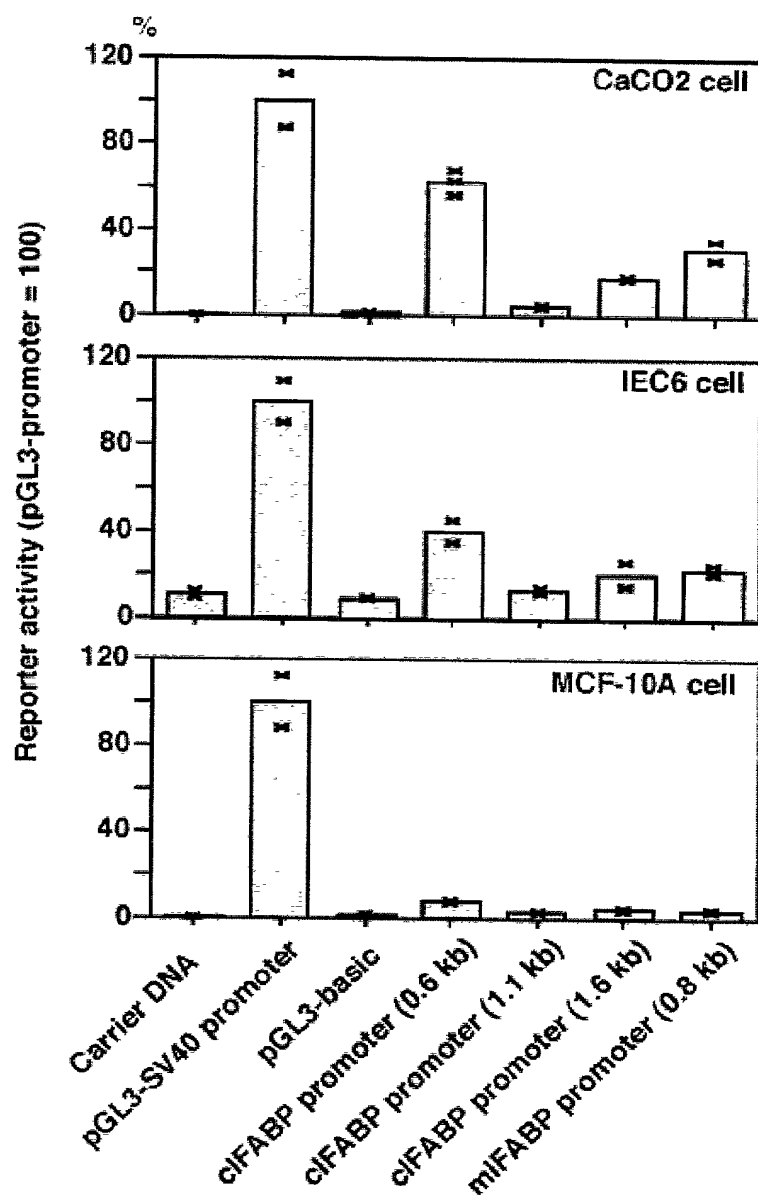 %
120
80
40
0
CaCO2 cell
120
80
40
0
IEC6 cell
120
80
40
0
MCF-10A cell
Reporter activity (pGL3-promoter = 100)
Carrier DNA
pGL3-SV40 promoter
pGL3-basic
cIFABP promoter (0.6 kb)
cIFABP promoter (1.1 kb)
cIFABP promoter (1.6 kb)
mIFABP promoter (0.8 kb)